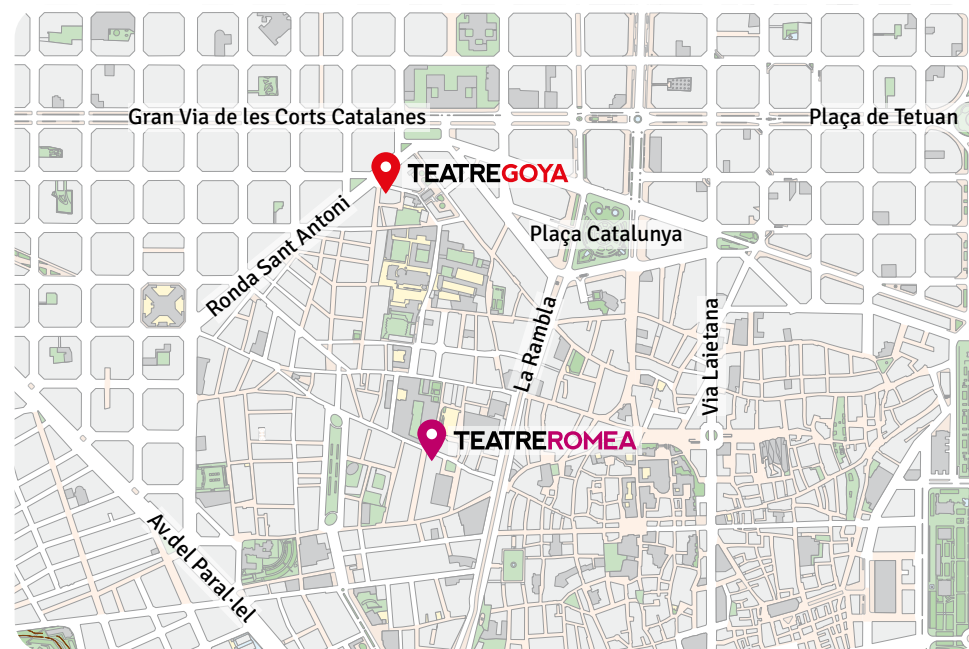 Gran Via de les Corts Catalanes
Plaça de Tetuan
TEATREGOYA
Ronda Sant Antoni
Plaça Catalunya
La Rambla
Via Laietana
TEATREROMEA
Av.del Paral·lel